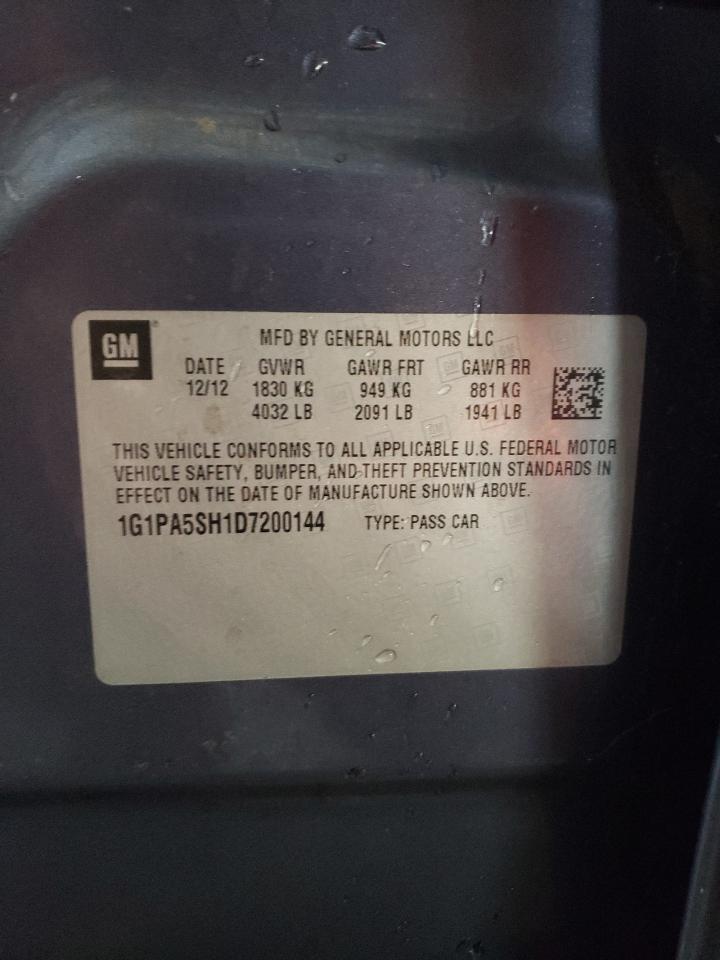 GM
MFD BY GENERAL MOTORS LLC
DATE GVWR GAWR FRT GAWR RR
12/12 1830 KG 949 KG 881 KG
4032 LB 2091 LB 1941 LB
THIS VEHICLE CONFORMS TO ALL APPLICABLE U.S. FEDERAL MOTOR
VEHICLE SAFETY, BUMPER, AND THEFT PREVENTION STANDARDS IN
EFFECT ON THE DATE OF MANUFACTURE SHOWN ABOVE.
1G1PA5SH1D7200144 TYPE: PASS CAR